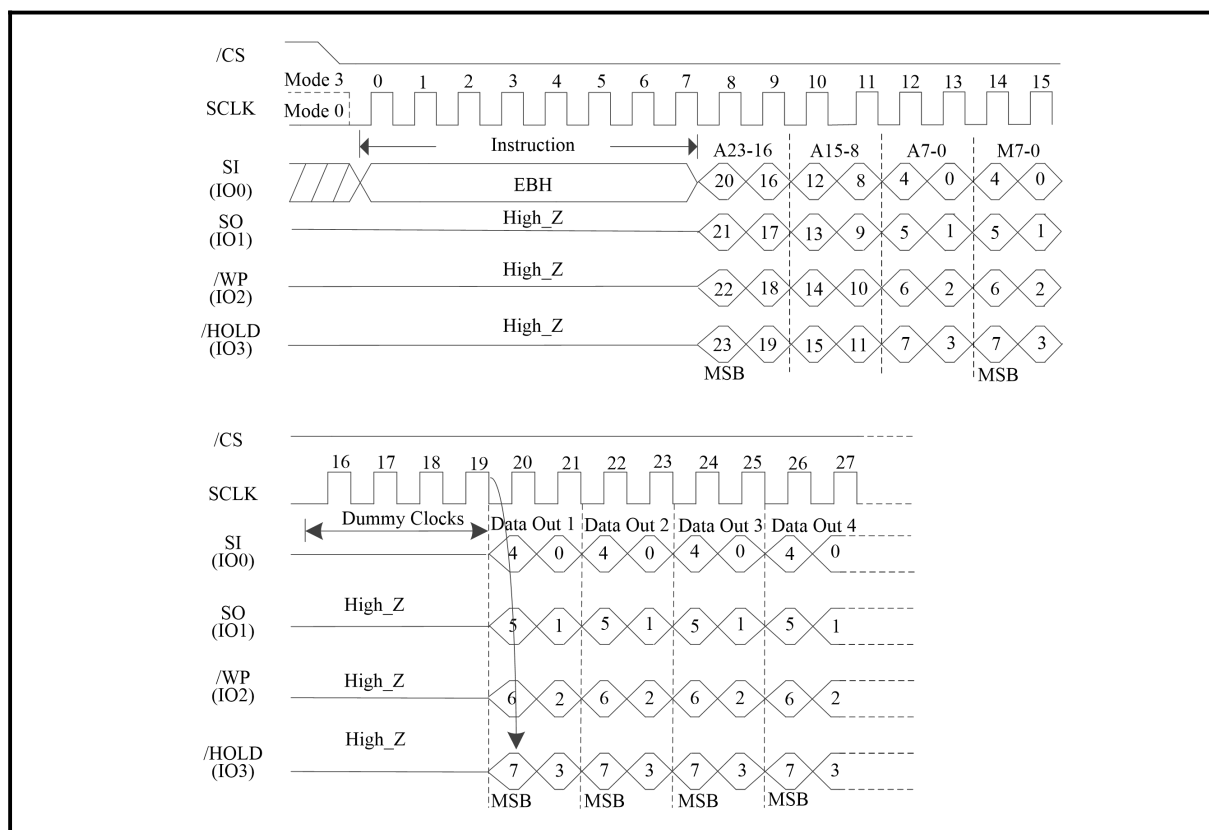 /CS
Mode 3
0 1 2 3 4 5 6 7 8 9 10 11 12 13 14 15
SCLK
Mode 0
Instruction
A23-16 A15-8 A7-0 M7-0
SI
(IO0)
EBH
20 16 12 8 4 0 4 0
High_Z
SO
(IO1)
21 17 13 9 5 1 5 1
High_Z
/WP
(IO2)
22 18 14 10 6 2 6 2
High_Z
/HOLD
(IO3)
23 19 15 11 7 3 7 3
MSB MSB
/CS
16 17 18 19 20 21 22 23 24 25 26 27
SCLK
Dummy Clocks Data Out 1 Data Out 2 Data Out 3 Data Out 4
SI
(IO0)
4 0 4 0 4 0 4 0
High_Z
SO
(IO1)
5 1 5 1 5 1 5 1
High_Z
/WP
(IO2)
6 2 6 2 6 2 6 2
High_Z
/HOLD
(IO3)
7 3 7 3 7 3 7 3
MSB MSB MSB MSB